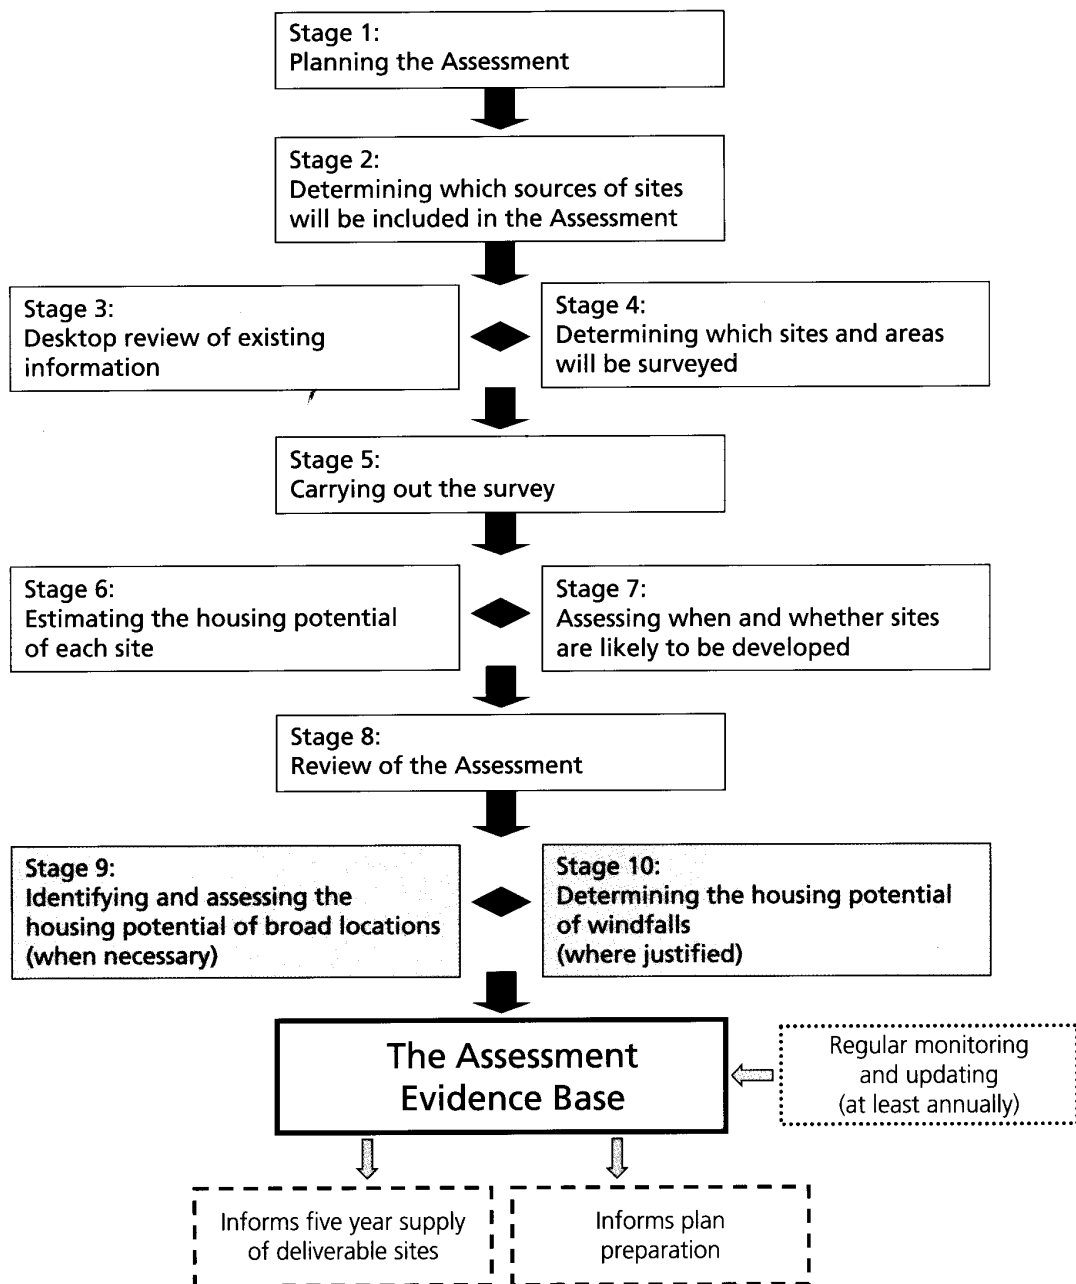 Stage 1:
Planning the Assessment
Stage 2:
Determining which sources of sites
will be included in the Assessment
Stage 3:
Desktop review of existing
information
Stage 4:
Determining which sites and areas
will be surveyed
Stage 5:
Carrying out the survey
Stage 6:
Estimating the housing potential
of each site
Stage 7:
Assessing when and whether sites
are likely to be developed
Stage 8:
Review of the Assessment
Stage 9:
Identifying and assessing the
housing potential of broad locations
(when necessary)
Stage 10:
Determining the housing potential
of windfalls
(where justified)
The Assessment
Evidence Base
Regular monitoring
and updating
(at least annually)
Informs five year supply
of deliverable sites
Informs plan
preparation